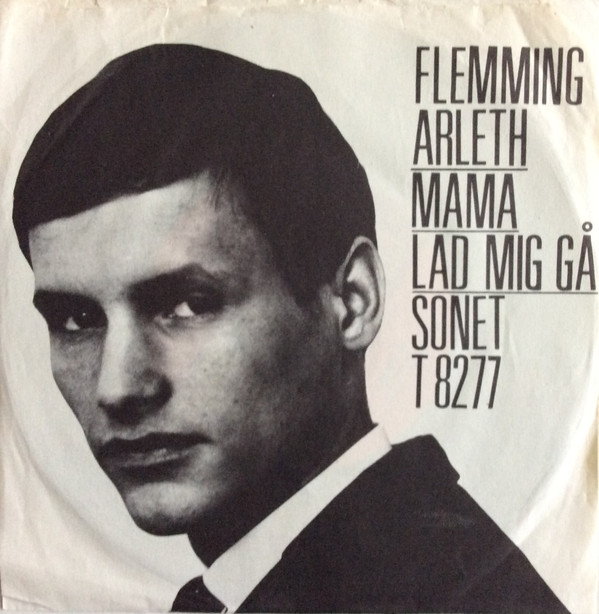 FLEMMING
ARLETH
MAMA
LAD MIG GÅ
SONET
T 8277